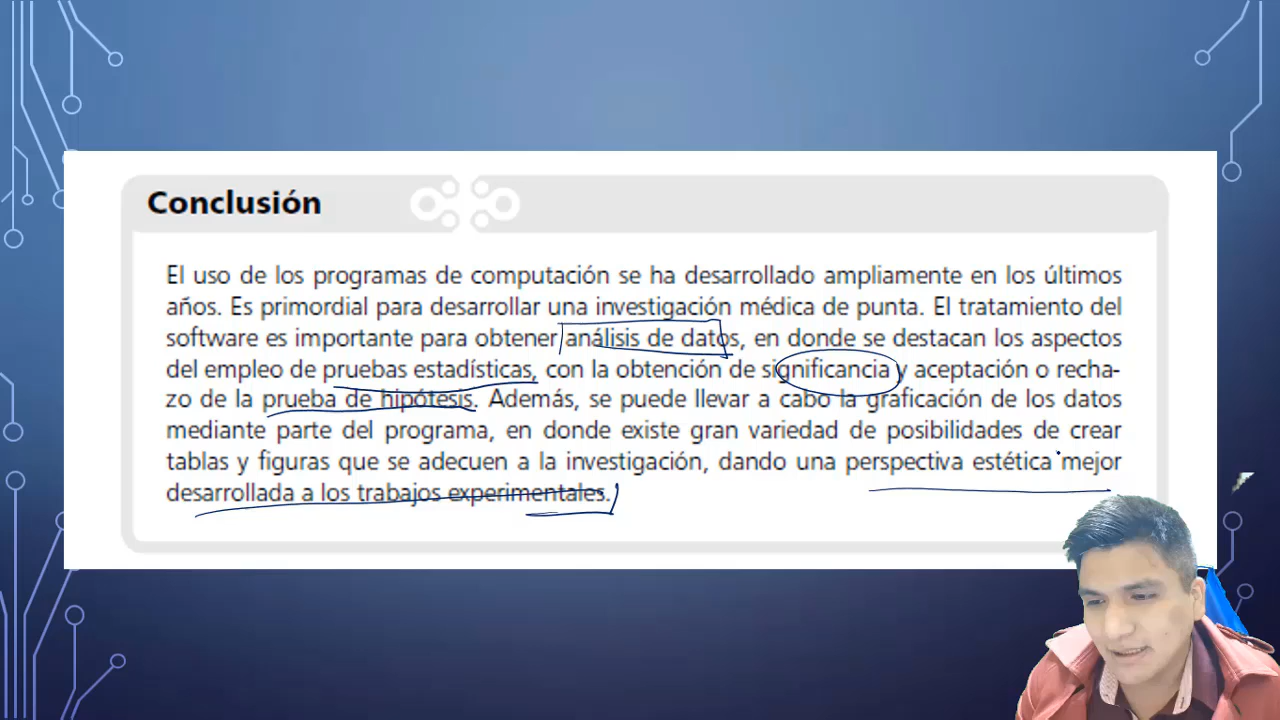 Conclusión
El uso de los programas de computación se ha desarrollado ampliamente en los últimos
años. Es primordial para desarrollar una investigación médica de punta. El tratamiento del
software es importante para obtener análisis de datos, en donde se destacan los aspectos
del empleo de pruebas estadísticas, con la obtención de significancia y aceptación o recha-
zo de la prueba de hipótesis. Además, se puede llevar a cabo la graficación de los datos
mediante parte del programa, en donde existe gran variedad de posibilidades de crear
tablas y figuras que se adecuen a la investigación, dando una perspectiva estética mejor
desarrollada a los trabajos experimentales.